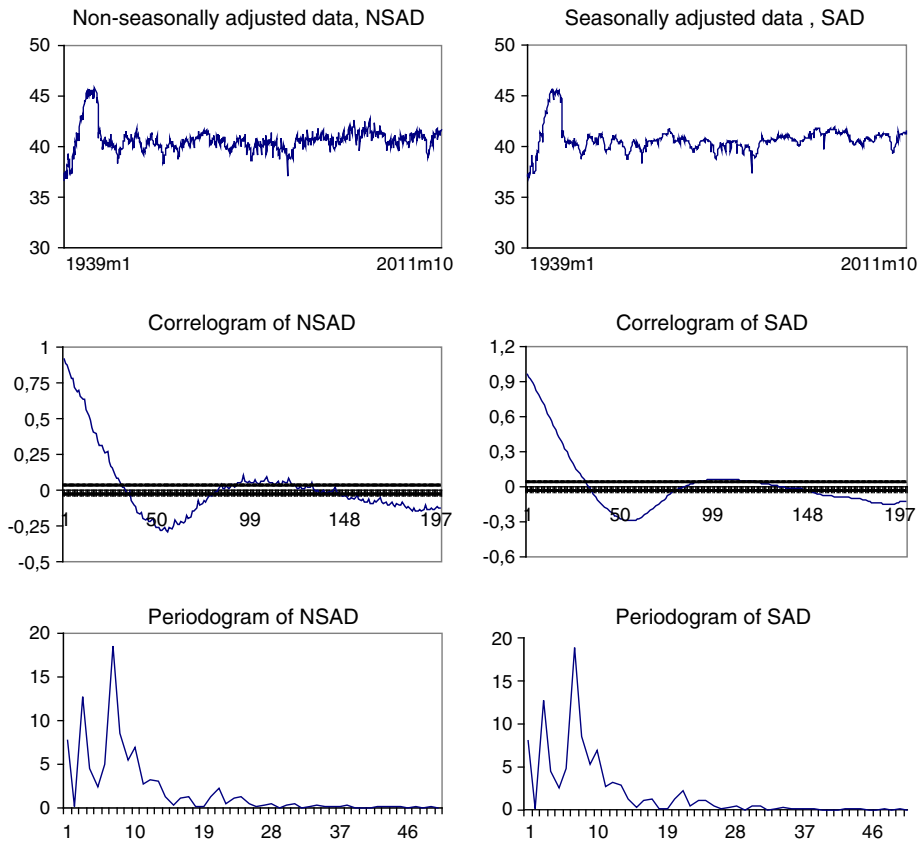 Non-seasonally adjusted data, NSAD
50
45
40
35
30
1939m1 2011m10
Seasonally adjusted data , SAD
50
45
40
35
30
1939m1 2011m10
Correlogram of NSAD
1
0,75
0,5
0,25
0
-0,25
-0,5
1 50 99 148 197
Correlogram of SAD
1,2
0,9
0,6
0,3
0
-0,3
-0,6
1 50 99 148 197
Periodogram of NSAD
20
15
10
5
0
1 10 19 28 37 46
Periodogram of SAD
20
15
10
5
0
1 10 19 28 37 46